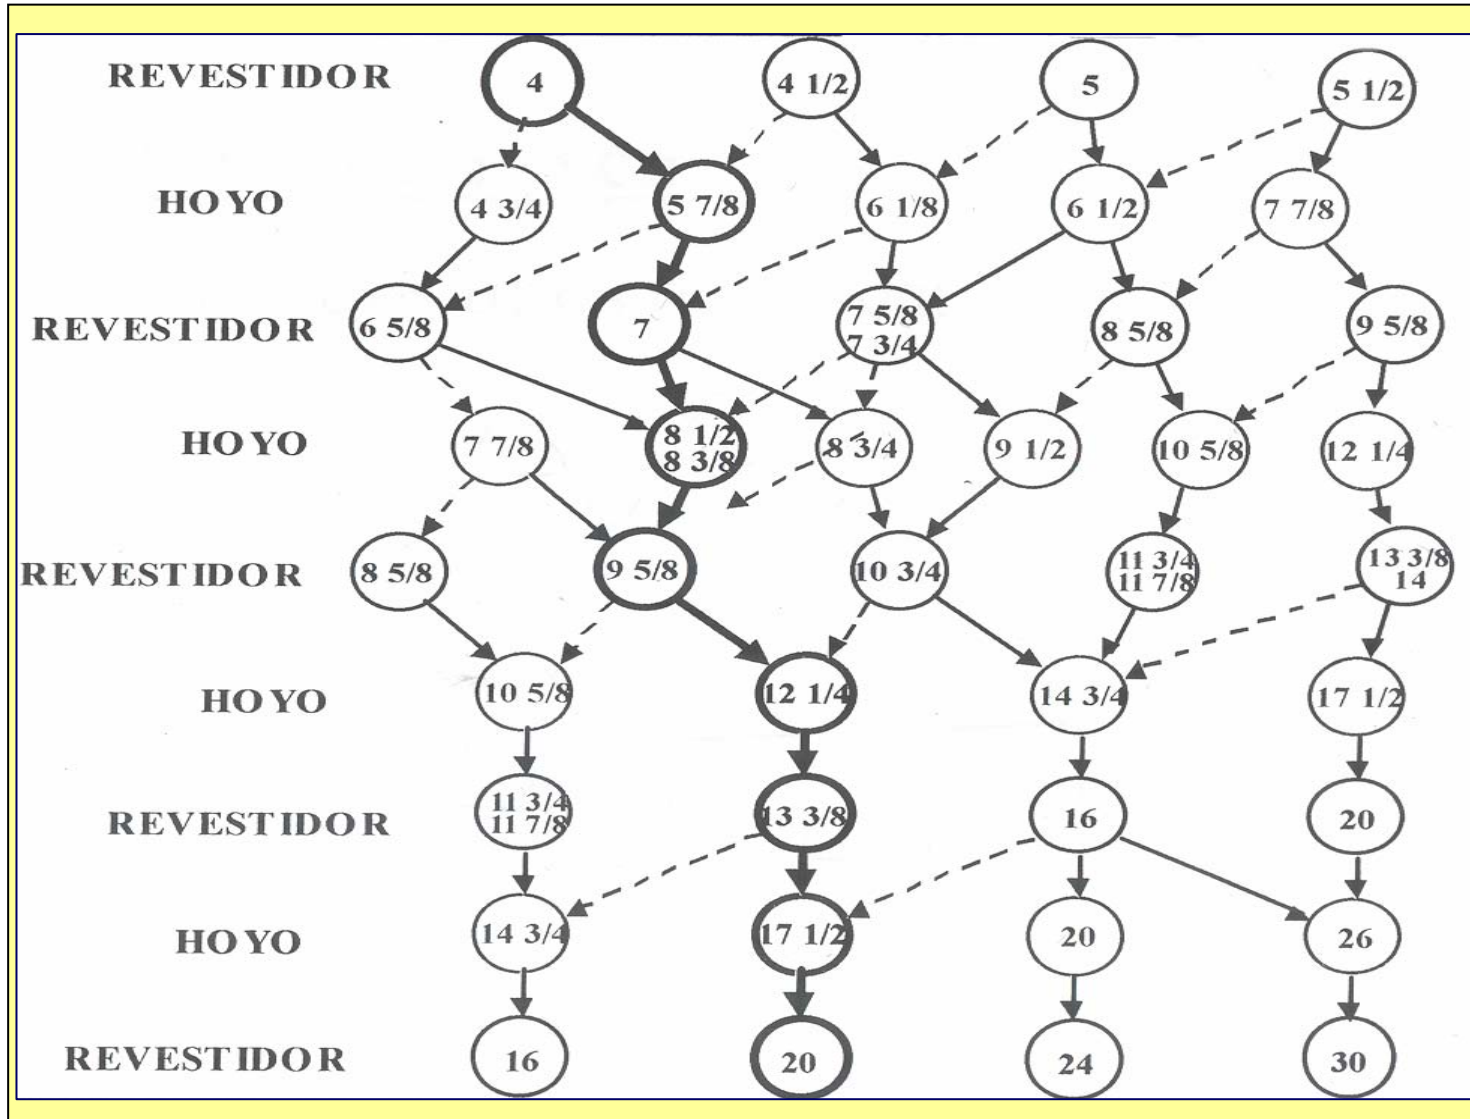 REVESTIDOR 4 4 1/2 5 5 1/2
HOYO 4 3/4 5 7/8 6 1/8 6 1/2 7 7/8
REVESTIDOR 6 5/8 7 7 5/8 8 5/8 9 5/8
7 3/4
HOYO 7 7/8 8 1/2 8 3/4 9 1/2 10 5/8 12 1/4
8 3/8
REVESTIDOR 8 5/8 9 5/8 10 3/4 11 3/4 13 3/8
11 7/8 14
HOYO 10 5/8 12 1/4 14 3/4 17 1/2
REVESTIDOR 11 3/4 13 3/8 16 20
11 7/8
HOYO 14 3/4 17 1/2 20 26
REVESTIDOR 16 20 24 30